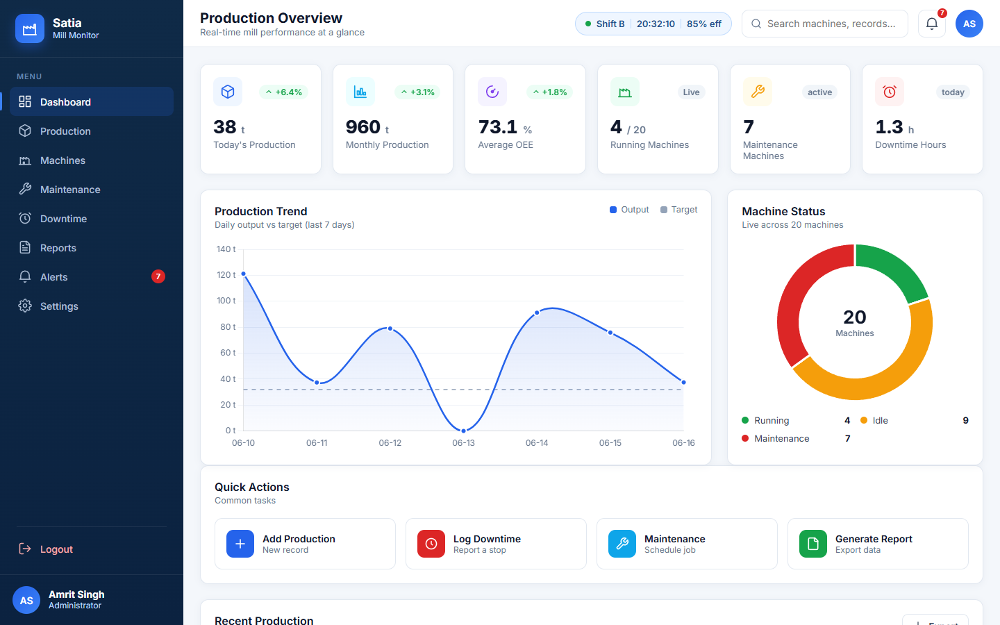 Satia
Mill Monitor
MENU
Dashboard
Production
Machines
Maintenance
Downtime
Reports
Alerts 7
Settings
Logout
AS
Amrit Singh
Administrator
Production Overview
Real-time mill performance at a glance
Shift B 20:32:10 85% eff
Search machines, records...
7
AS
+6.4%
38 t
Today's Production
+3.1%
960 t
Monthly Production
+1.8%
73.1 %
Average OEE
Live
4 / 20
Running Machines
active
7
Maintenance
Machines
today
1.3 h
Downtime Hours
Production Trend
Daily output vs target (last 7 days)
Output Target
140 t
120 t
100 t
80 t
60 t
40 t
20 t
0 t
06-10 06-11 06-12 06-13 06-14 06-15 06-16
Machine Status
Live across 20 machines
20
Machines
Running 4 Idle 9
Maintenance 7
Quick Actions
Common tasks
Add Production
New record
Log Downtime
Report a stop
Maintenance
Schedule job
Generate Report
Export data
Recent Production